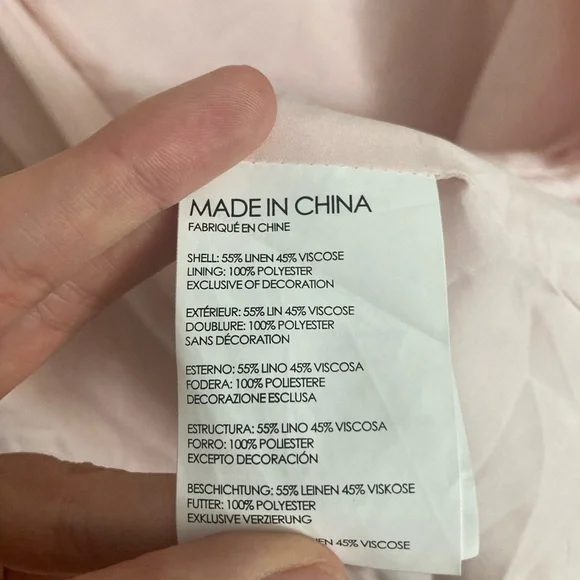 MADE IN CHINA
FABRIQUÉ EN CHINE
SHELL: 55% LINEN 45% VISCOSE
LINING: 100% POLYESTER
EXCLUSIVE OF DECORATION
EXTÉRIEUR: 55% LIN 45% VISCOSE
DOUBLURE: 100% POLYESTER
SANS DÉCORATION
ESTERNO: 55% LINO 45% VISCOSA
FODERA: 100% POLIESTERE
DECORAZIONE ESCLUSA
ESTRUCTURA: 55% LINO 45% VISCOSA
FORRO: 100% POLIESTER
EXCEPTO DECORACIÓN
BESCHICHTUNG: 55% LEINEN 45% VISKOSE
FUTTER: 100% POLYESTER
EXKLUSIVE VERZIERUNG
45% VISCOSE